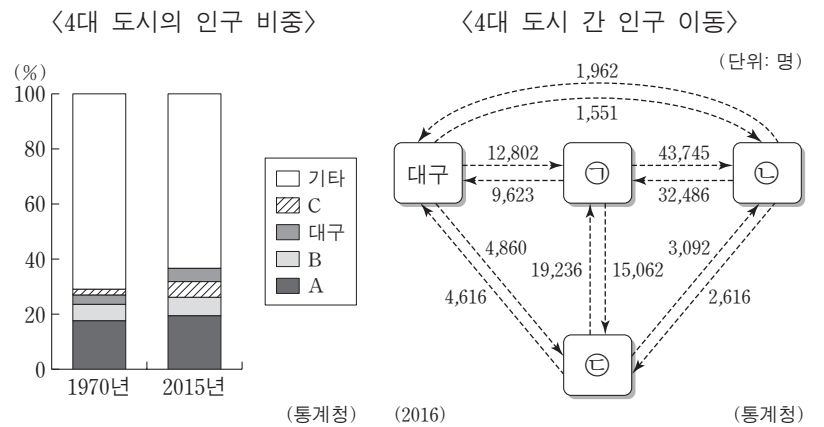 〈4대 도시의 인구 비중〉
(%)
100
80
60
40
20
0
1970년 2015년
기타
C
대구
B
A
(통계청)
〈4대 도시 간 인구 이동〉
(단위: 명)
1,962
1,551
대구
12,802
9,623
㉠
43,745
32,486
㉡
4,860
4,616
19,236
15,062
3,092
2,616
㉢
(2016)
(통계청)